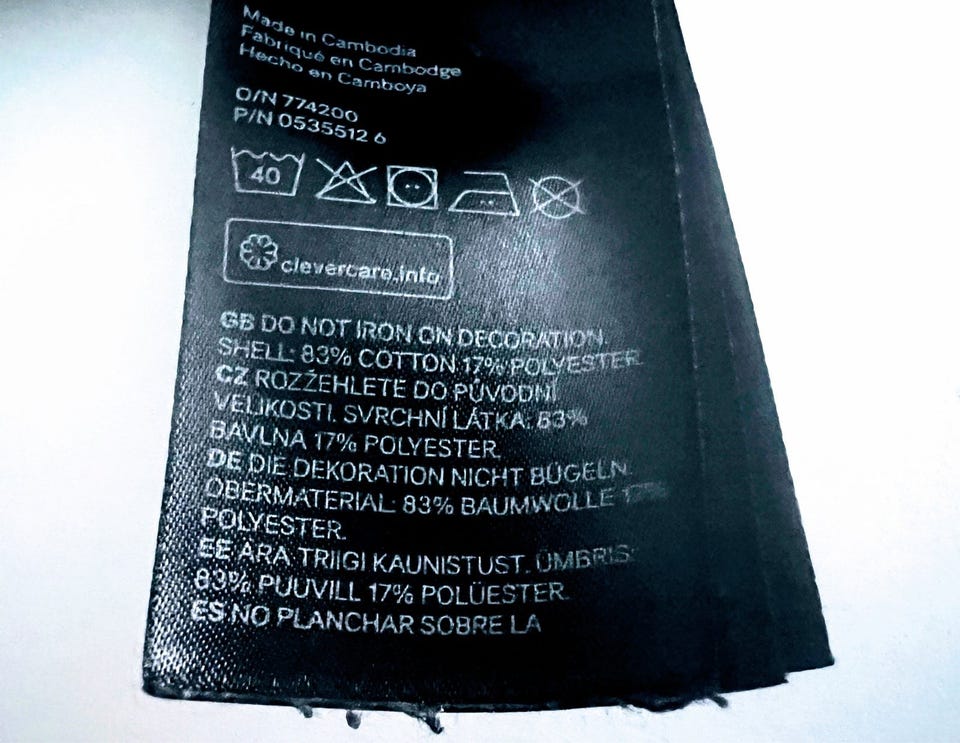 Made in Cambodia
Fabriqué en Cambodge
Hecho en Camboya
O/N 774200
P/N 0535512 6
40
clevercare.info
GB DO NOT IRON ON DECORATION.
SHELL: 83% COTTON 17% POLYESTER.
CZ ROZŽEHLETE DO PŮVODNÍ
VELIKOSTI. SVRCHNÍ LÁTKA: 83%
BAVLNA 17% POLYESTER.
DE DIE DEKORATION NICHT BÜGELN.
OBERMATERIAL: 83% BAUMWOLLE 17%
POLYESTER.
EE ÄRA TRIIGI KAUNISTUST. ÜMBRIS:
83% PUUVILL 17% POLÜESTER.
ES NO PLANCHAR SOBRE LA